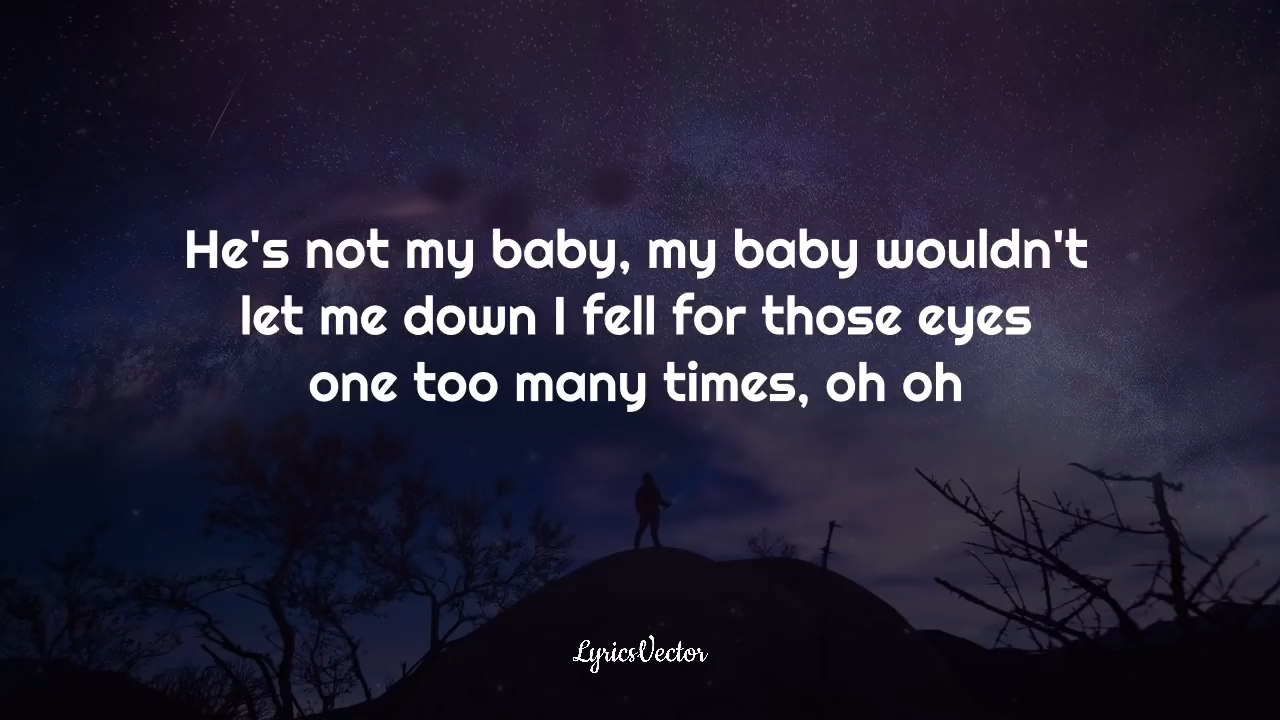 He's not my baby, my baby wouldn't
let me down I fell for those eyes
one too many times, oh oh
LyricsVector